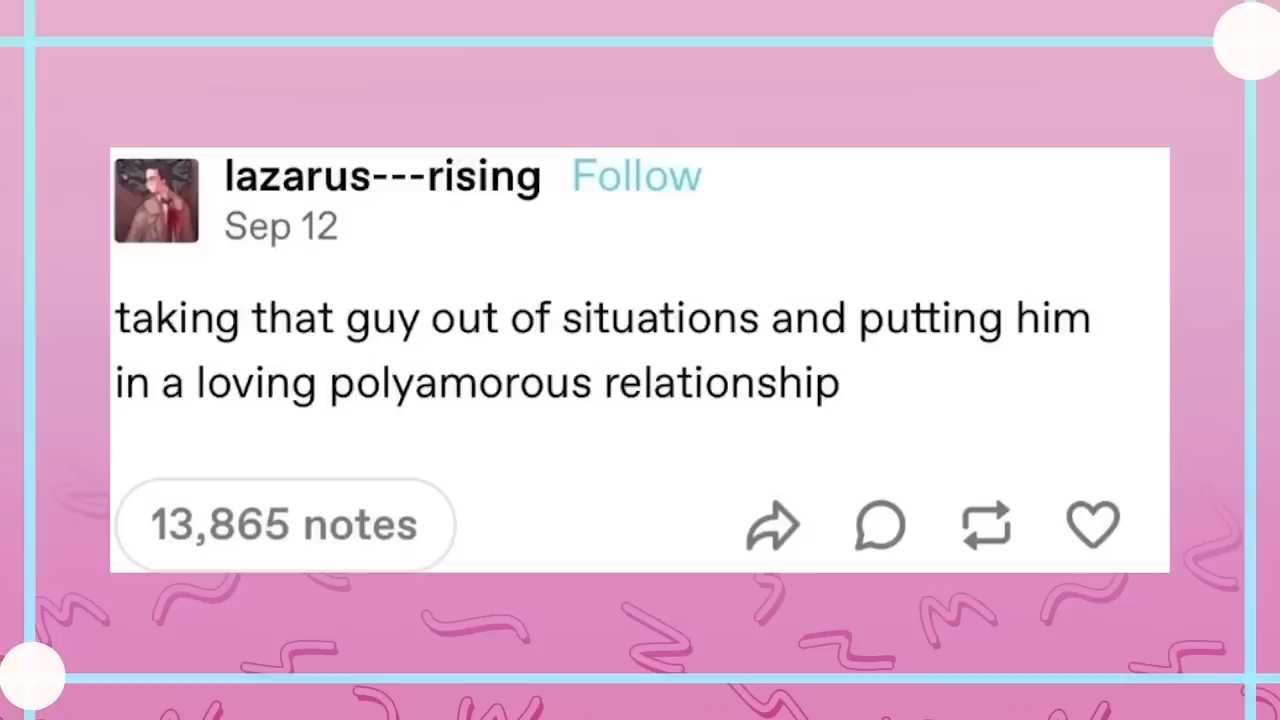 lazarus---rising Follow
Sep 12
taking that guy out of situations and putting him
in a loving polyamorous relationship
13,865 notes